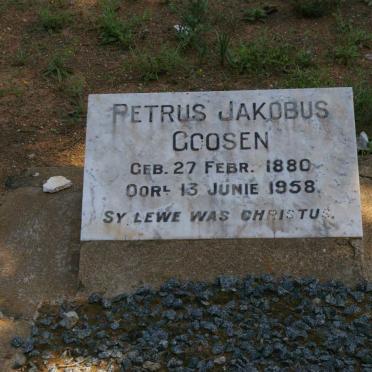 PETRUS JAKOBUS
GOOSEN
GEB. 27 FEBR. 1880
OORL 13 JUNIE 1958.
SY LEWE WAS CHRISTUS.